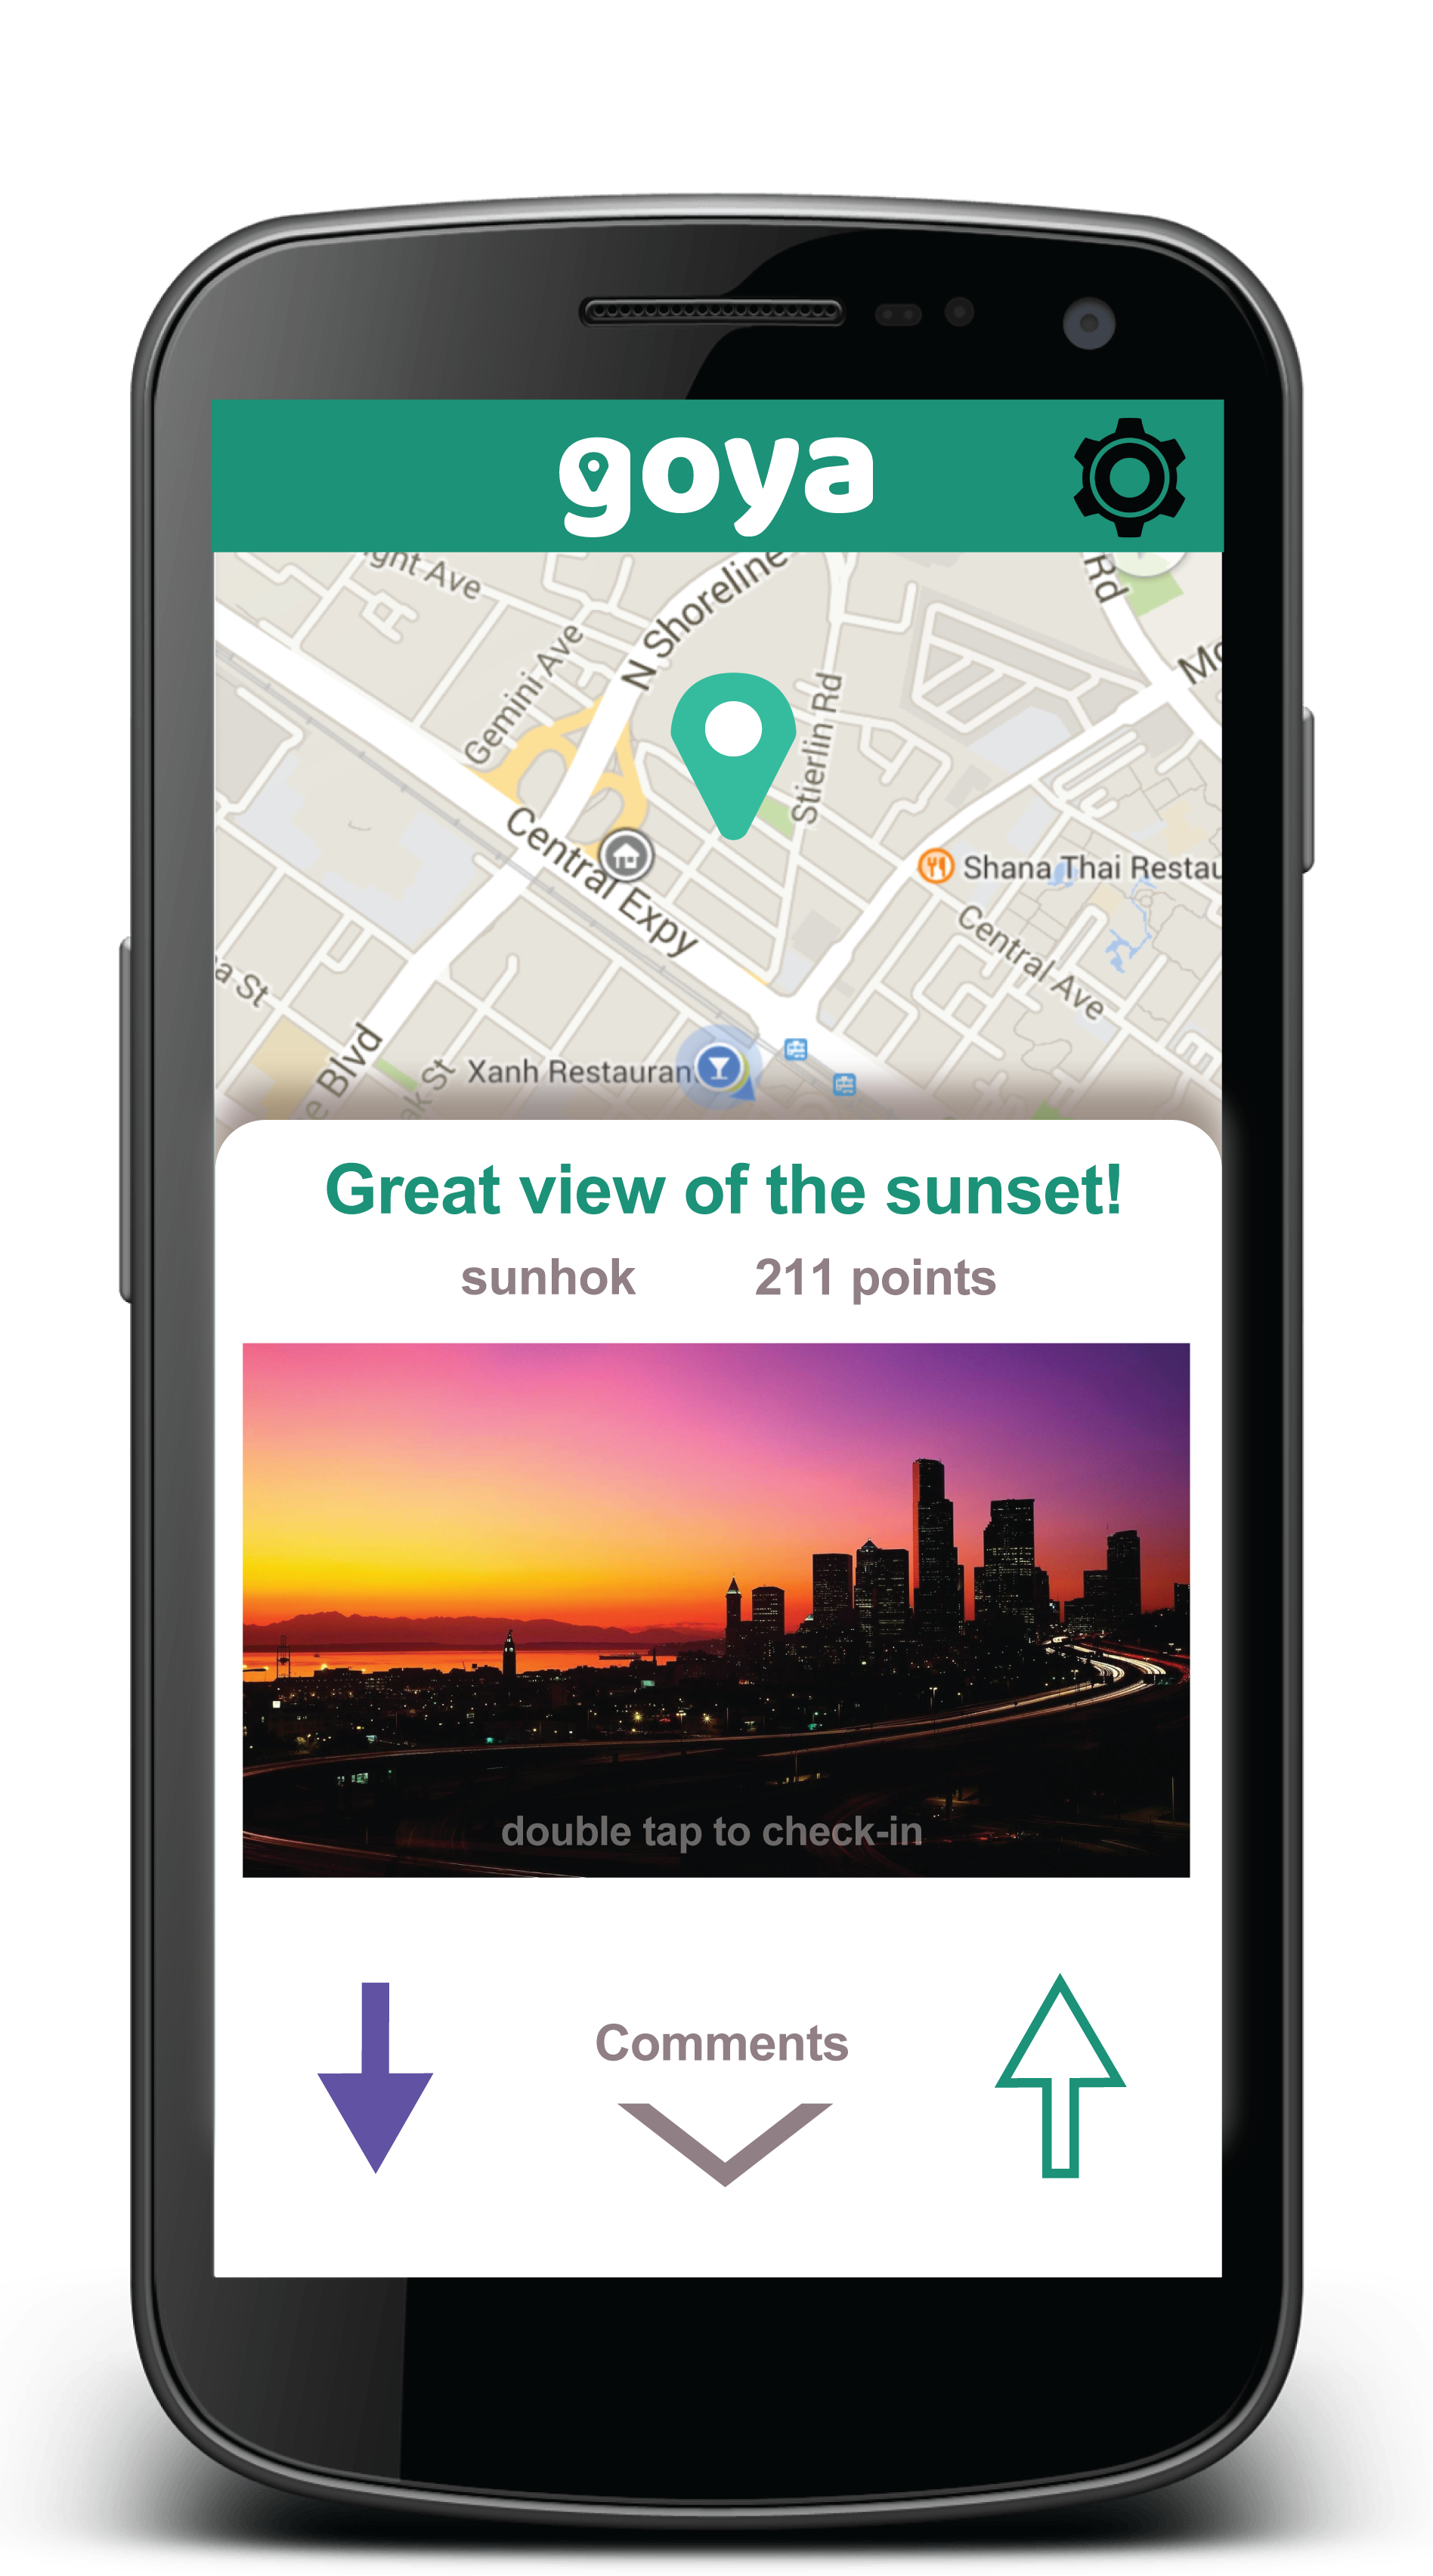 goya
ght Ave
Rd
N Shoreline
Gemini Ave
Mo
Stierlin Rd
Central Expy
Shana Thai Restau
Central Ave
a St
e Blvd
ak St
Xanh Restauran
Great view of the sunset!
sunhok 211 points
double tap to check-in
Comments